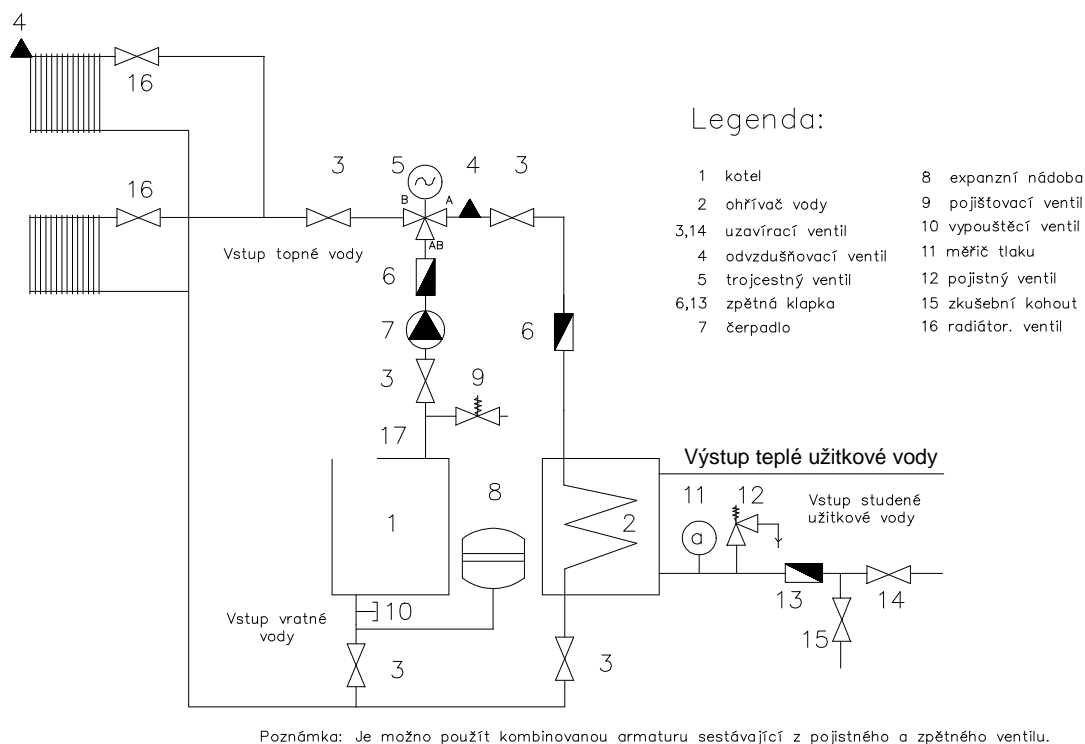 4
16
3
5
4
3
B
A
AB
16
Vstup topné vody
6
7
6
3
9
17
8
1
2
10
Vstup vratné
vody
3
3
Výstup teplé užitkové vody
11
12
Vstup studené
užitkové vody
a
13
14
15
Legenda:
1 kotel
2 ohřívač vody
3,14 uzavírací ventil
4 odvzdušňovací ventil
5 trojcestný ventil
6,13 zpětná klapka
7 čerpadlo
8 expanzní nádoba
9 pojišťovací ventil
10 vypouštěcí ventil
11 měřič tlaku
12 pojistný ventil
15 zkušební kohout
16 radiátor. ventil
Poznámka: Je možno použít kombinovanou armaturu sestávající z pojistného a zpětného ventilu.